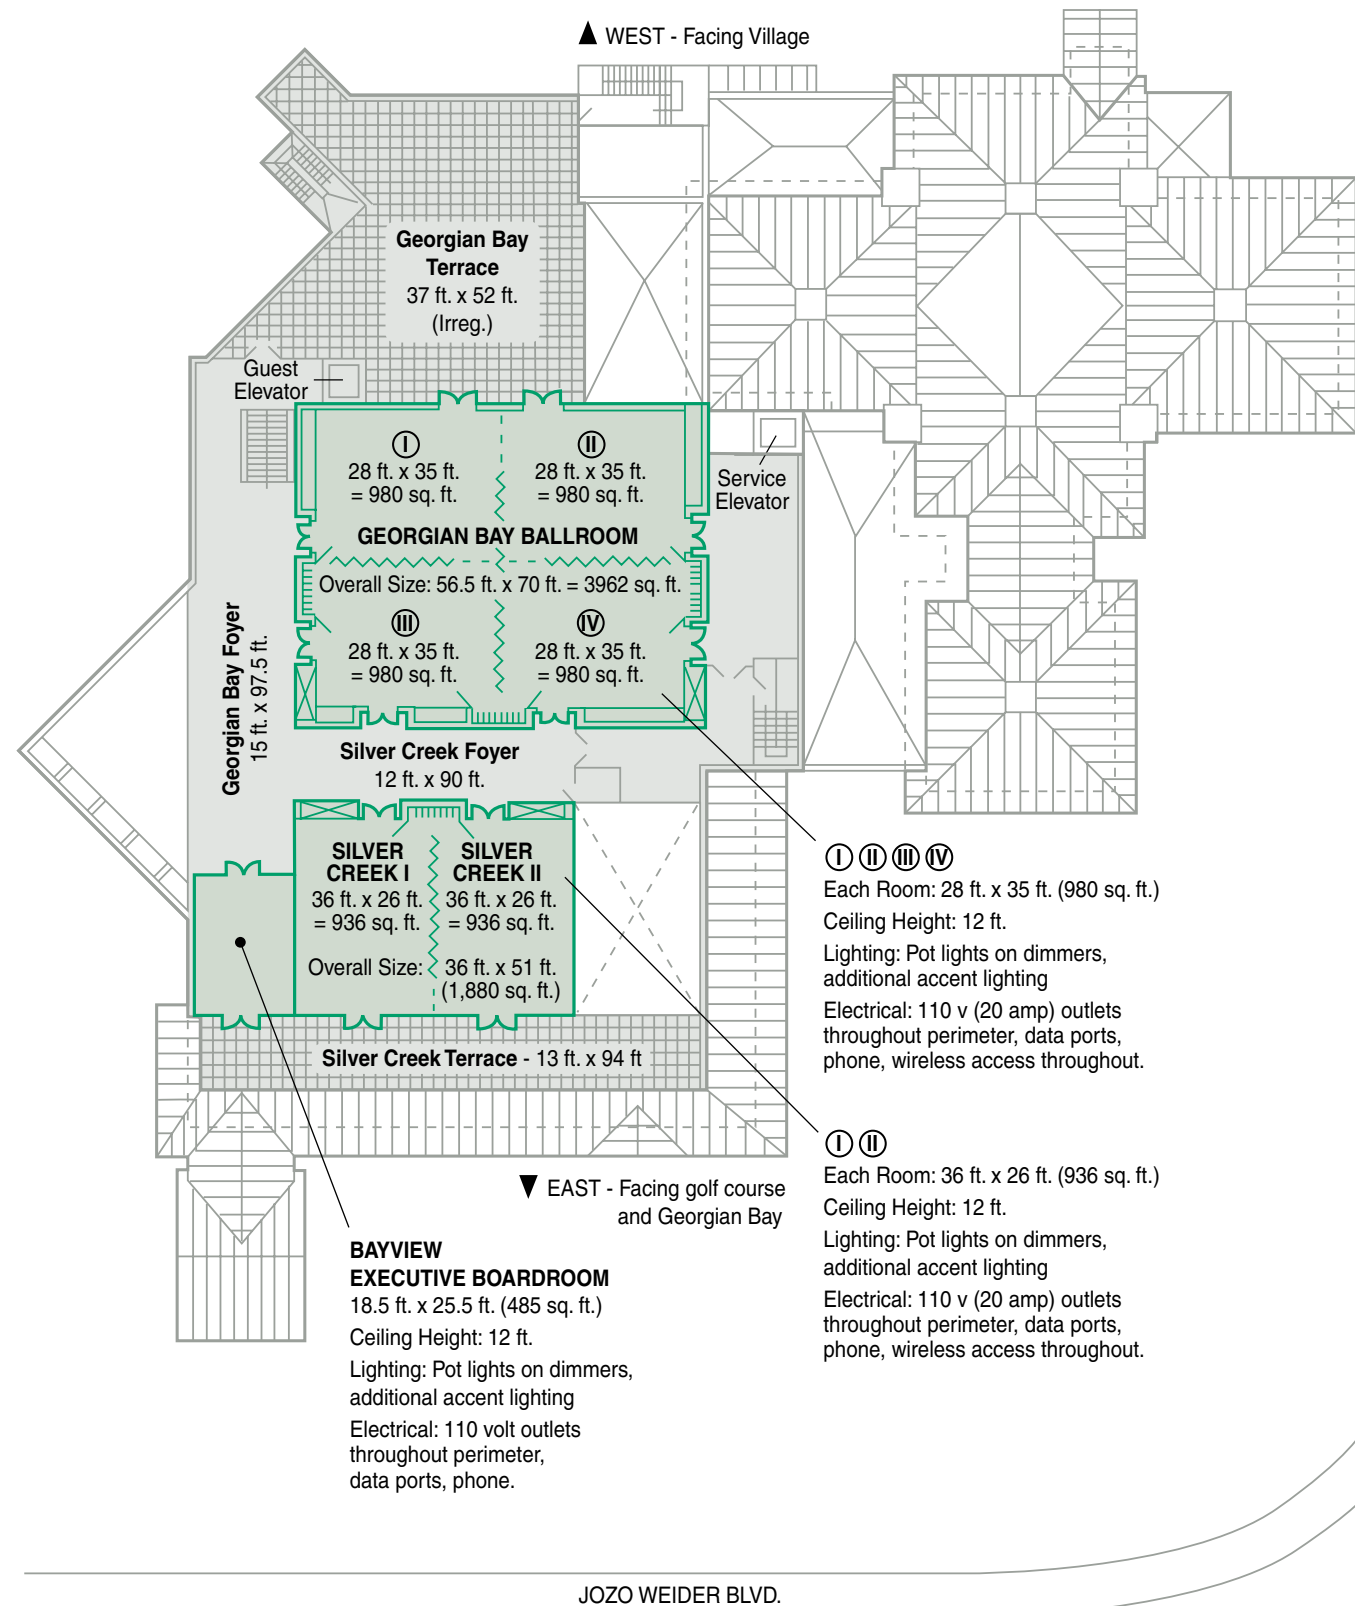 ▲ WEST - Facing Village
Georgian Bay
Terrace
37 ft. x 52 ft.
(Irreg.)
Guest
Elevator
I
28 ft. x 35 ft.
= 980 sq. ft.
II
28 ft. x 35 ft.
= 980 sq. ft.
Service
Elevator
GEORGIAN BAY BALLROOM
Overall Size: 56.5 ft. x 70 ft. = 3962 sq. ft.
III
28 ft. x 35 ft.
= 980 sq. ft.
IV
28 ft. x 35 ft.
= 980 sq. ft.
Georgian Bay Foyer
15 ft. x 97.5 ft.
Silver Creek Foyer
12 ft. x 90 ft.
SILVER
CREEK I
36 ft. x 26 ft.
= 936 sq. ft.
SILVER
CREEK II
36 ft. x 26 ft.
= 936 sq. ft.
Overall Size: 36 ft. x 51 ft.
(1,880 sq. ft.)
Silver Creek Terrace - 13 ft. x 94 ft
I II III IV
Each Room: 28 ft. x 35 ft. (980 sq. ft.)
Ceiling Height: 12 ft.
Lighting: Pot lights on dimmers,
additional accent lighting
Electrical: 110 v (20 amp) outlets
throughout perimeter, data ports,
phone, wireless access throughout.
I II
Each Room: 36 ft. x 26 ft. (936 sq. ft.)
Ceiling Height: 12 ft.
Lighting: Pot lights on dimmers,
additional accent lighting
Electrical: 110 v (20 amp) outlets
throughout perimeter, data ports,
phone, wireless access throughout.
▼ EAST - Facing golf course
and Georgian Bay
BAYVIEW
EXECUTIVE BOARDROOM
18.5 ft. x 25.5 ft. (485 sq. ft.)
Ceiling Height: 12 ft.
Lighting: Pot lights on dimmers,
additional accent lighting
Electrical: 110 volt outlets
throughout perimeter,
data ports, phone.
JOZO WEIDER BLVD.